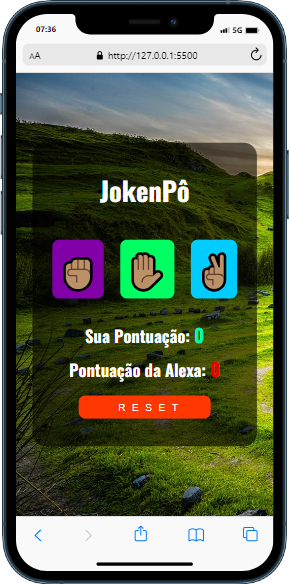 07:36 5G
AA http://127.0.0.1:5500
JokenPô
Sua Pontuação: 0
Pontuação da Alexa: 0
RESET